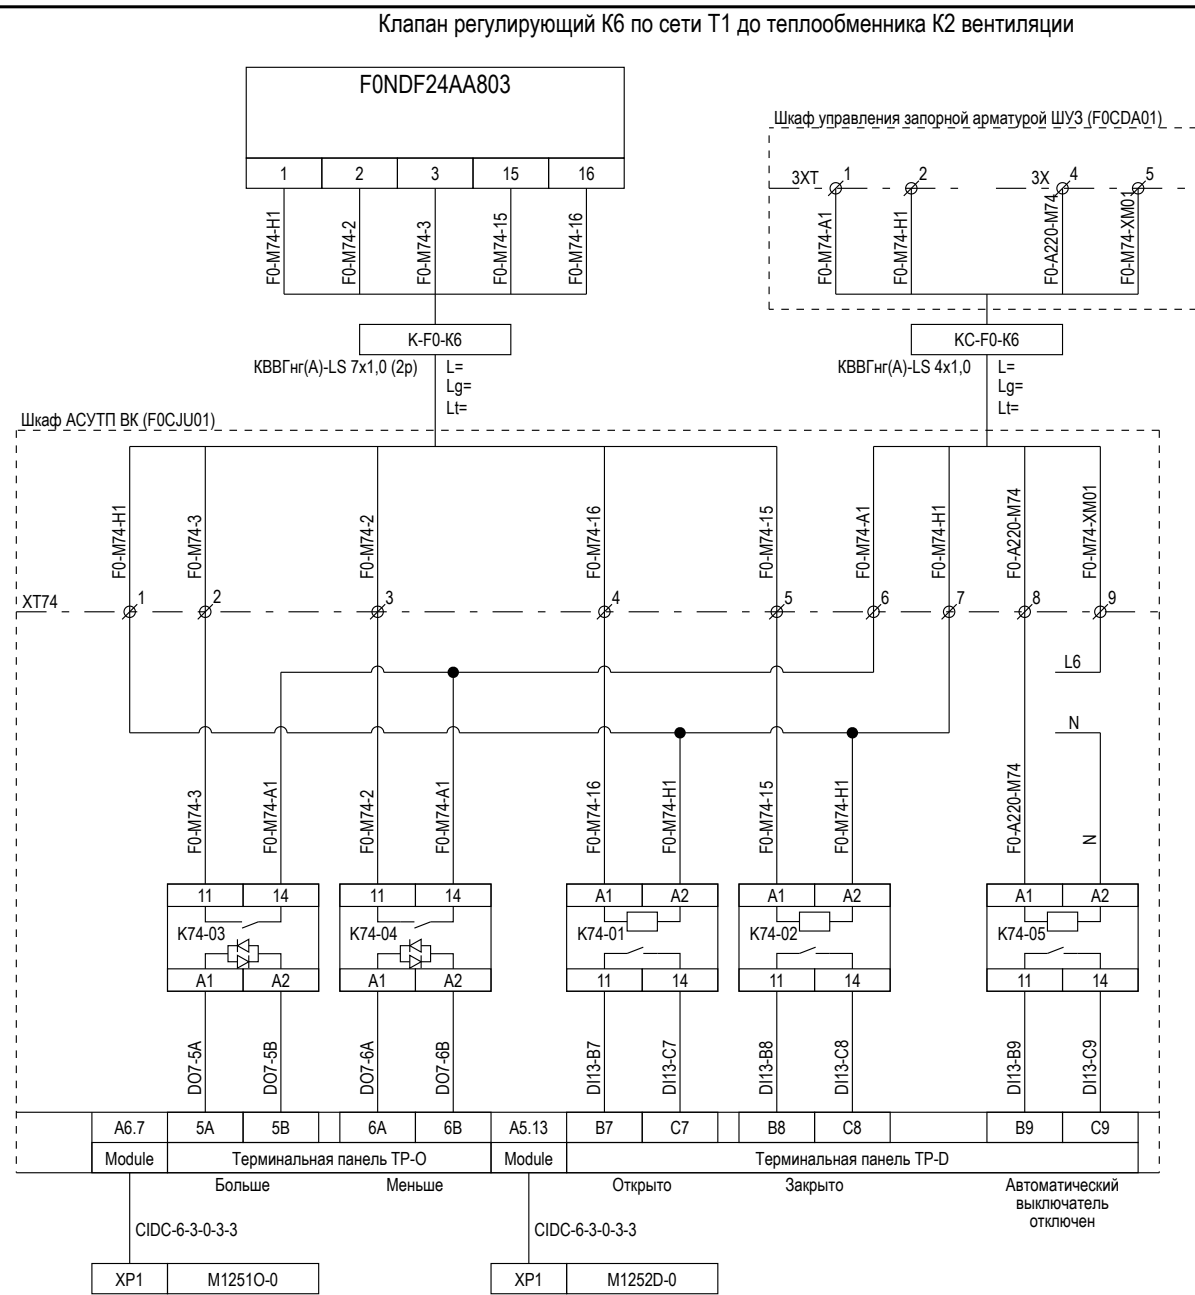 Клапан регулирующий К6 по сети Т1 до теплообменника К2 вентиляции
F0NDF24AA803
1 2 3 15 16
F0-M74-H1 F0-M74-2 F0-M74-3 F0-M74-15 F0-M74-16
Шкаф управления запорной арматурой ШУЗ (F0CDA01)
3XT 1 2 3X 4 5
F0-M74-A1 F0-M74-H1 F0-A220-M74 F0-M74-XM01
K-F0-K6
КВВГнг(А)-LS 7x1,0 (2р) L=
Lg=
Lt=
KC-F0-K6
КВВГнг(А)-LS 4x1,0 L=
Lg=
Lt=
Шкаф АСУТП ВК (F0CJU01)
F0-M74-H1 F0-M74-3 F0-M74-2 F0-M74-16 F0-M74-15 F0-M74-A1 F0-M74-H1 F0-A220-M74 F0-M74-XM01
XT74 1 2 3 4 5 6 7 8 9
L6
N
F0-M74-3 F0-M74-A1 F0-M74-2 F0-M74-A1 F0-M74-16 F0-M74-H1 F0-M74-15 F0-M74-H1 F0-A220-M74 N
11 14 11 14 A1 A2 A1 A2 A1 A2
K74-03 K74-04 K74-01 K74-02 K74-05
A1 A2 A1 A2 11 14 11 14 11 14
DO7-5A DO7-5B DO7-6A DO7-6B DI13-B7 DI13-C7 DI13-B8 DI13-C8 DI13-B9 DI13-C9
A6.7 5A 5B 6A 6B A5.13 B7 C7 B8 C8 B9 C9
Module Терминальная панель TP-O Module Терминальная панель TP-D
Больше Меньше Открыто Закрыто Автоматический
выключатель
отключен
CIDC-6-3-0-3-3 CIDC-6-3-0-3-3
XP1 M1251O-0 XP1 M1252D-0